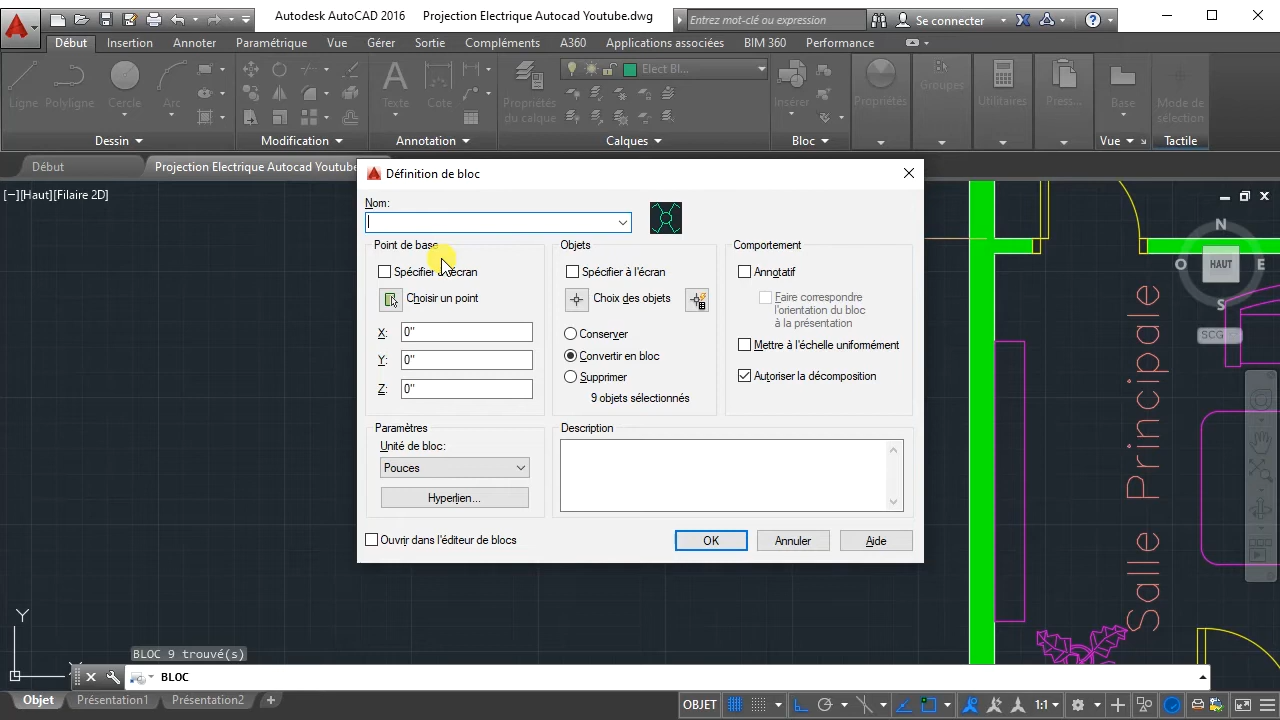 Autodesk AutoCAD 2016 Projection Electrique Autocad Youtube.dwg
Entrez mot-clé ou expression
Se connecter
Début Insertion Annoter Paramétrique Vue Gérer Sortie Compléments A360 Applications associées BIM 360 Performance
Elect Bl...
Ligne Polyligne Cercle Arc
Texte Cote
Propriétés
du calque
Insérer
Propriétés
Groupes
Utilitaires
Press...
Base
Mode de
sélection
Dessin Modification Annotation Calques Bloc Vue Tactile
Début Projection Electrique Autocad Youtube
[−][Haut][Filaire 2D]
Définition de bloc
Nom:
Point de base
Spécifier à l'écran
Choisir un point
X: 0"
Y: 0"
Z: 0"
Objets
Spécifier à l'écran
Choix des objets
Conserver
Convertir en bloc
Supprimer
9 objets sélectionnés
Comportement
Annotatif
Faire correspondre
l'orientation du bloc
à la présentation
Mettre à l'échelle uniformément
Autoriser la décomposition
Paramètres
Unité de bloc:
Pouces
Hyperlien...
Description
Ouvrir dans l'éditeur de blocs
OK Annuler Aide
N
O HAUT E
S
SCG
Salle Principale
Y
X
BLOC 9 trouvé(s)
BLOC
Objet Présentation1 Présentation2 +
OBJET 1:1